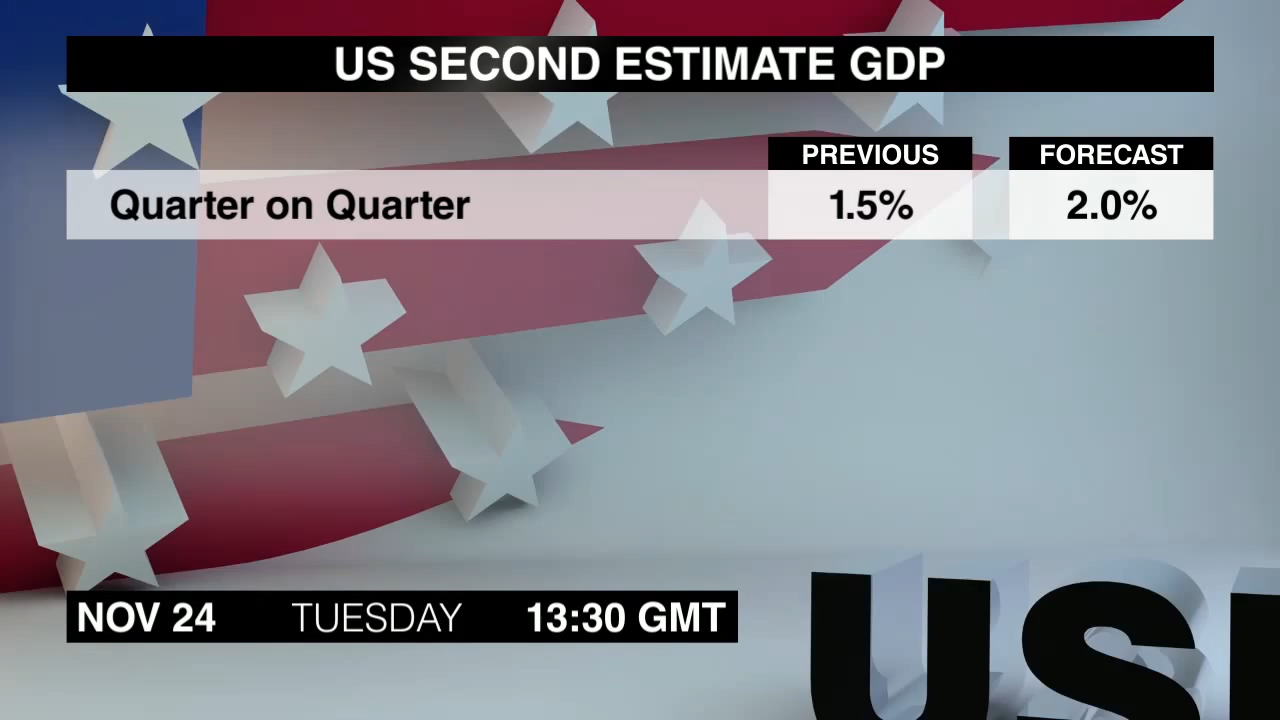 US SECOND ESTIMATE GDP
PREVIOUS FORECAST
Quarter on Quarter 1.5% 2.0%
NOV 24 TUESDAY 13:30 GMT